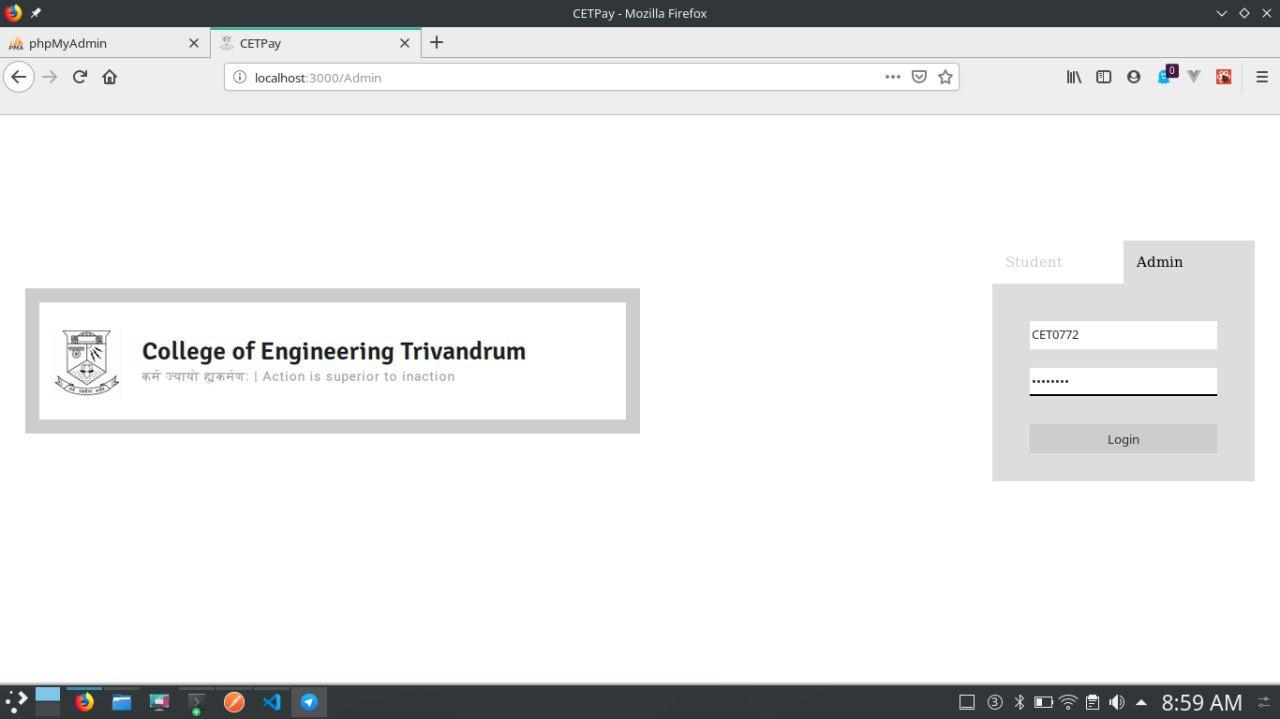 CETPay - Mozilla Firefox
phpMyAdmin
CETPay
localhost:3000/Admin
0
Student
Admin
CET0772
••••••••
Login
College of Engineering Trivandrum
कर्म ज्यायो ह्यकर्मण: | Action is superior to inaction
3
8:59 AM